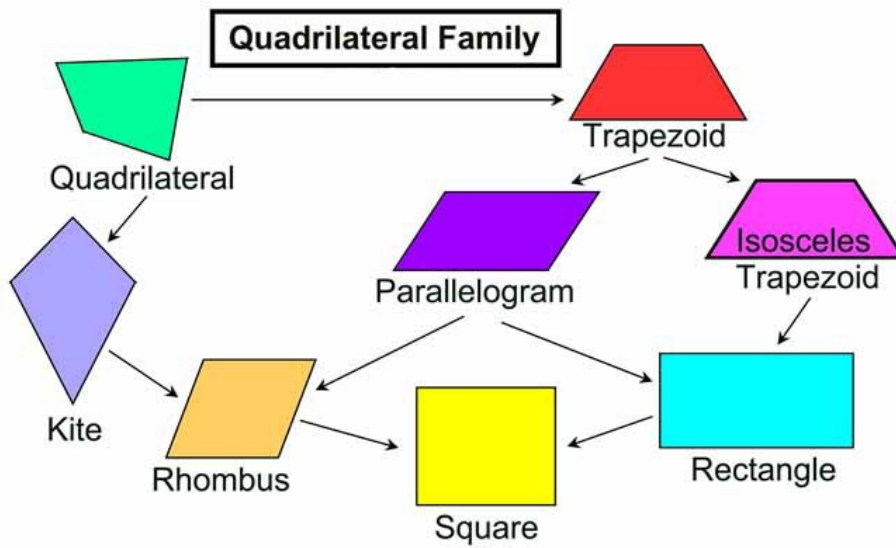 Quadrilateral Family
Trapezoid
Quadrilateral
Isosceles
Trapezoid
Parallelogram
Kite
Rhombus
Rectangle
Square